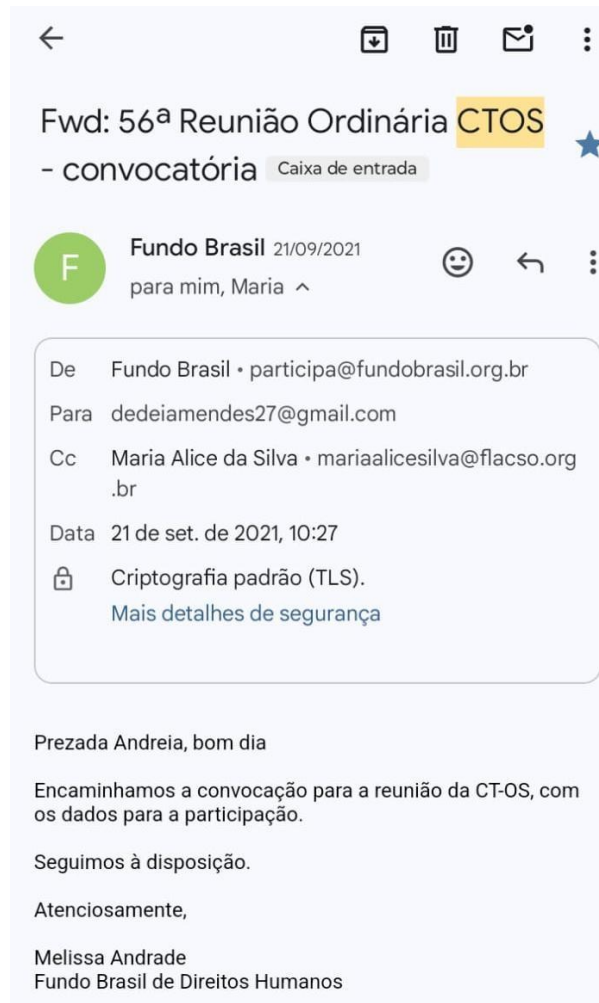 Fwd: 56ª Reunião Ordinária CTOS
- convocatória Caixa de entrada
F
Fundo Brasil 21/09/2021
para mim, Maria
De Fundo Brasil • participa@fundobrasil.org.br
Para dedeiamendes27@gmail.com
Cc Maria Alice da Silva • mariaalicesilva@flacso.org
.br
Data 21 de set. de 2021, 10:27
Criptografia padrão (TLS).
Mais detalhes de segurança
Prezada Andreia, bom dia
Encaminhamos a convocação para a reunião da CT-OS, com
os dados para a participação.
Seguimos à disposição.
Atenciosamente,
Melissa Andrade
Fundo Brasil de Direitos Humanos